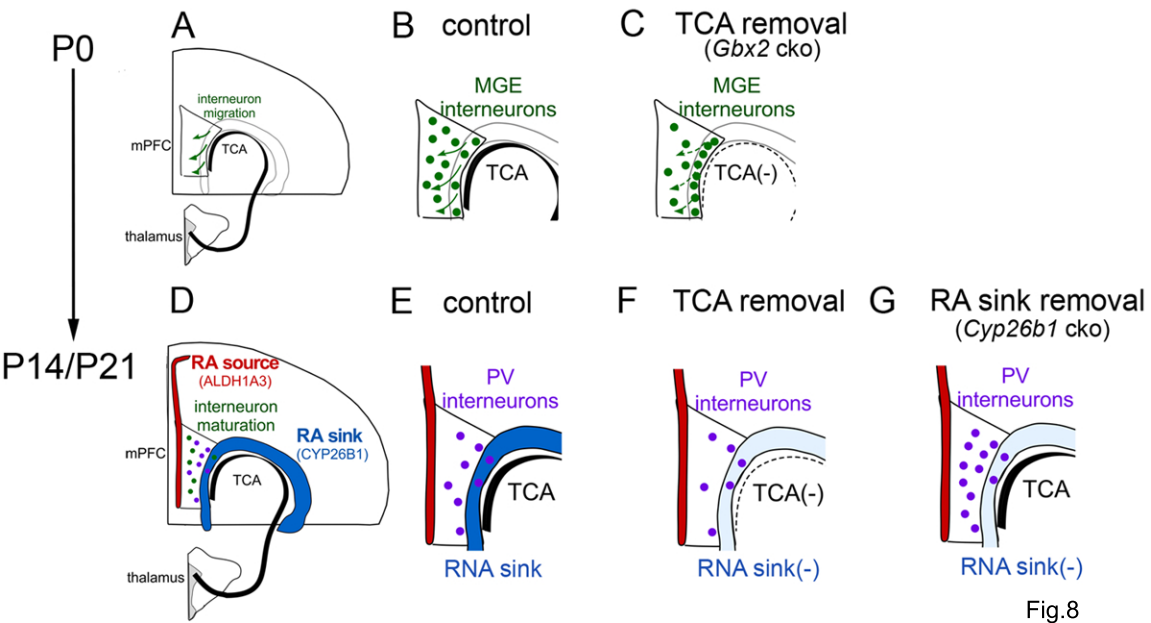 P0
P14/P21
A
interneuron
migration
mPFC
TCA
thalamus
B control
MGE
interneurons
TCA
C TCA removal
(Gbx2 cko)
MGE
interneurons
TCA(-)
D
RA source
(ALDH1A3)
interneuron
maturation
RA sink
(CYP26B1)
mPFC
TCA
thalamus
E control
PV
interneurons
TCA
RNA sink
F TCA removal
PV
interneurons
TCA(-)
RNA sink(-)
G RA sink removal
(Cyp26b1 cko)
PV
interneurons
TCA
RNA sink(-)
Fig.8